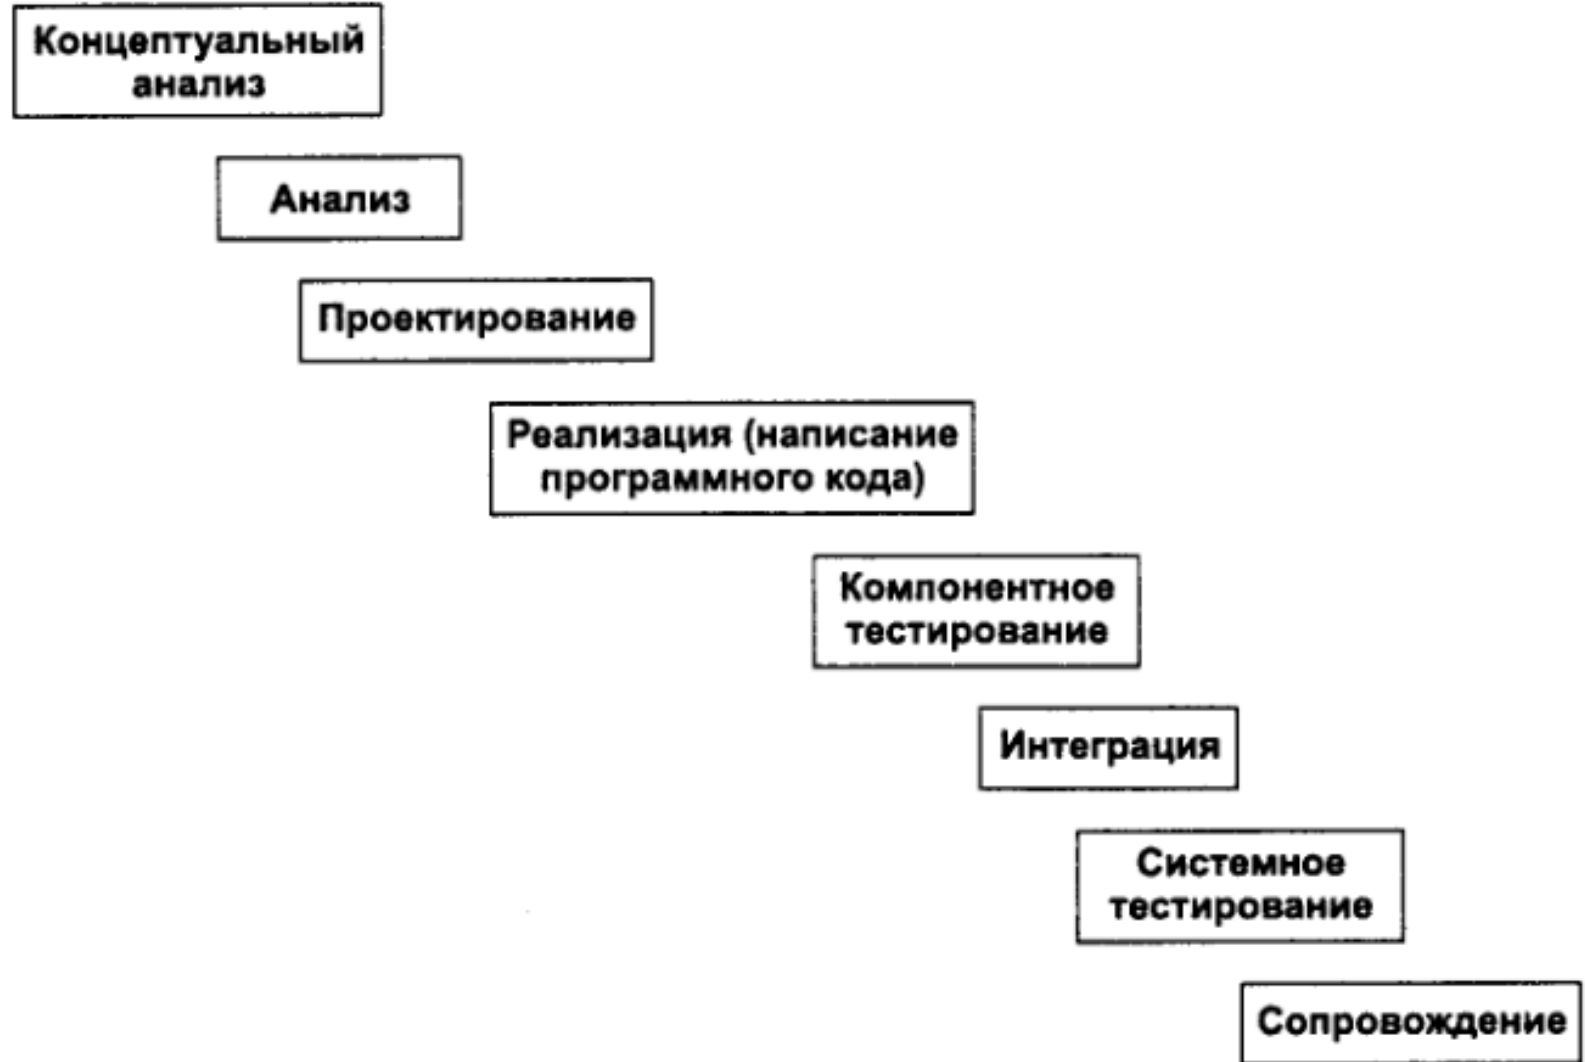 Концептуальный
анализ
Анализ
Проектирование
Реализация (написание
программного кода)
Компонентное
тестирование
Интеграция
Системное
тестирование
Сопровождение